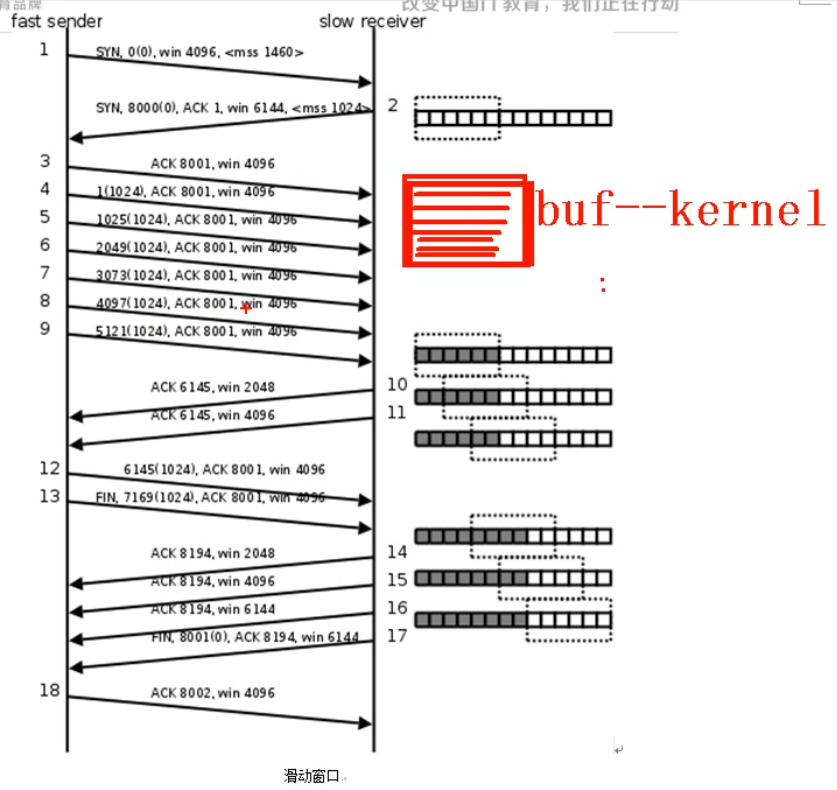 育品牌
改变中国IT教育，我们正在行动
fast sender
slow receiver
1
SYN, 0(0), win 4096, <mss 1460>
SYN, 8000(0), ACK 1, win 6144, <mss 1024>
2
3
ACK 8001, win 4096
4
1(1024), ACK 8001, win 4096
5
1025(1024), ACK 8001, win 4096
buf--kernel
6
2049(1024), ACK 8001, win 4096
7
3073(1024), ACK 8001, win 4096
:
8
4097(1024), ACK 8001, win 4096
9
5121(1024), ACK 8001, win 4096
ACK 6145, win 2048
10
ACK 6145, win 4096
11
12
6145(1024), ACK 8001, win 4096
13
FIN, 7169(1024), ACK 8001, win 4096
ACK 8194, win 2048
14
ACK 8194, win 4096
15
ACK 8194, win 6144
16
FIN, 8001(0), ACK 8194, win 6144
17
18
ACK 8002, win 4096
滑动窗口